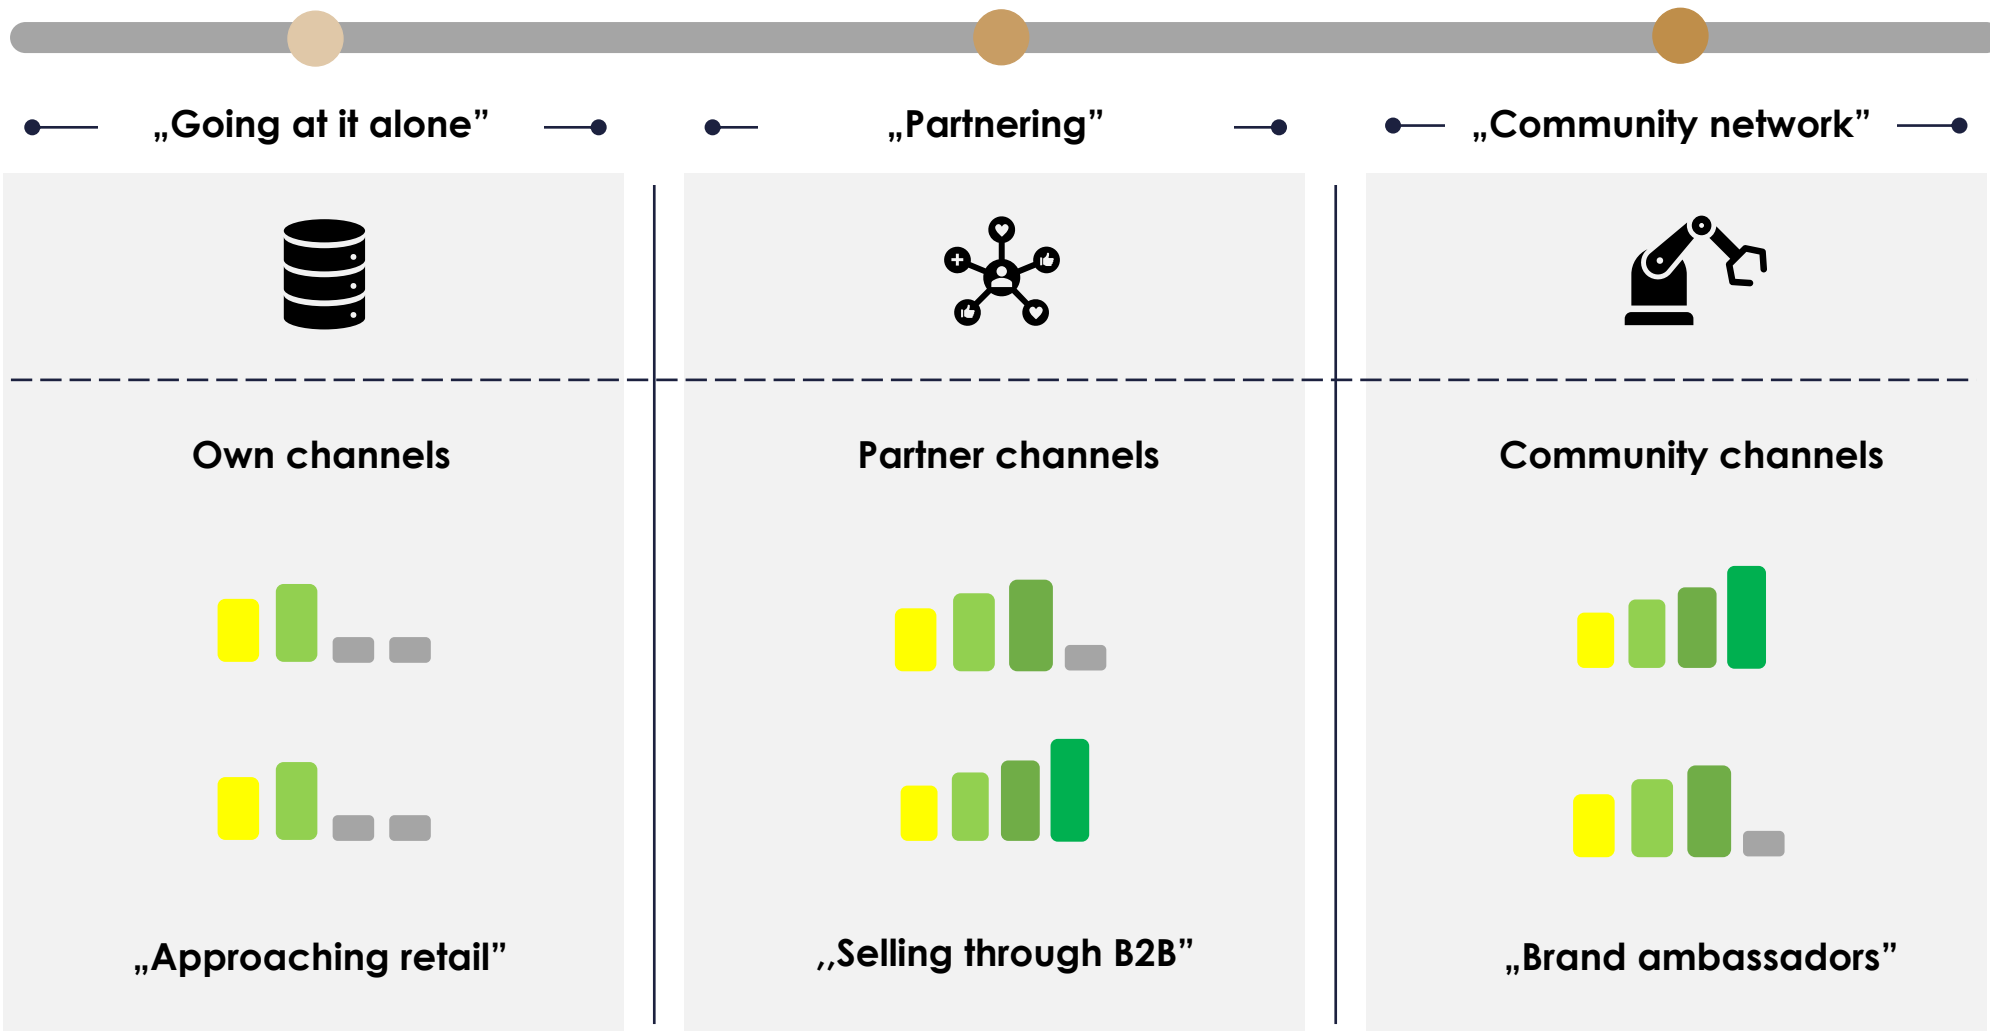 „Going at it alone”
„Partnering”
„Community network”
Own channels
Partner channels
Community channels
„Approaching retail”
,,Selling through B2B”
„Brand ambassadors”